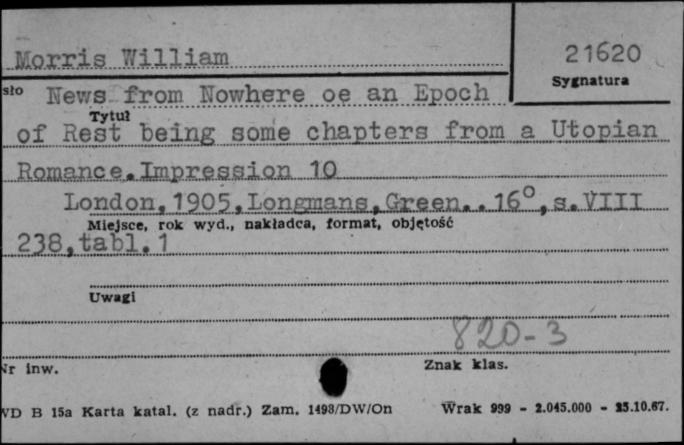 Morris William
21620
Sygnatura
sło News from Nowhere oe an Epoch
Tytuł
of Rest being some chapters from a Utopian
Romance.Impression 10
London,1905,Longmans,Green..16°,s.VIII
Miejsce, rok wyd., nakładca, format, objętość
238,tabl.1
Uwagi
820-3
Nr inw.
Znak klas.
WD B 15a Karta katal. (z nadr.) Zam. 1493/DW/On
Wrak 999 - 2.045.000 - 25.10.67.